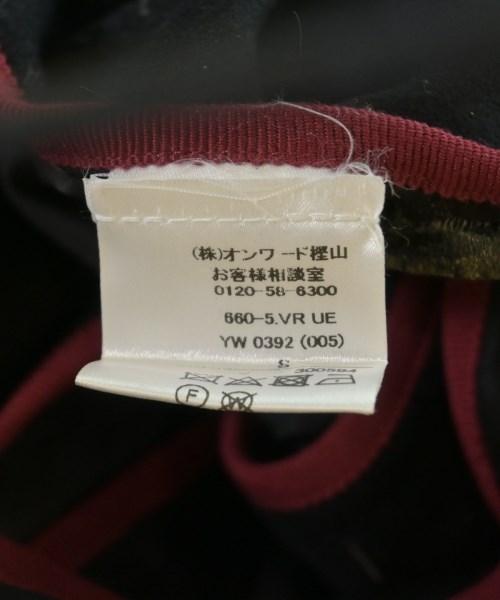 (株)オンワード樫山
お客様相談室
0120-58-6300
660-5.VR UE
YW 0392 (005)
S
300594
F
W